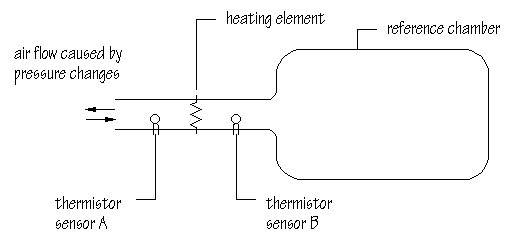 heating element
reference chamber
air flow caused by
pressure changes
thermistor
sensor A
thermistor
sensor B